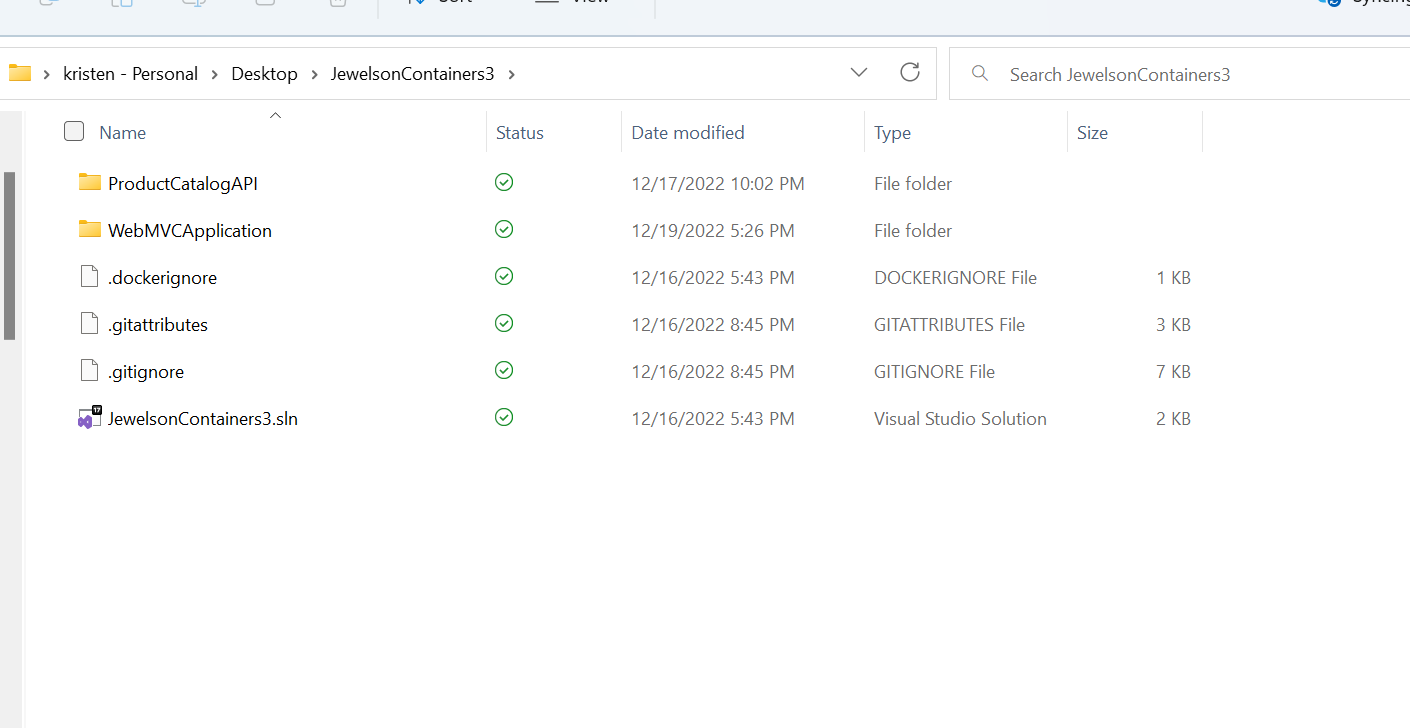 kristen - Personal > Desktop > JewelsonContainers3 >
Search JewelsonContainers3
Name Status Date modified Type Size
ProductCatalogAPI 12/17/2022 10:02 PM File folder
WebMVCApplication 12/19/2022 5:26 PM File folder
.dockerignore 12/16/2022 5:43 PM DOCKERIGNORE File 1 KB
.gitattributes 12/16/2022 8:45 PM GITATTRIBUTES File 3 KB
.gitignore 12/16/2022 8:45 PM GITIGNORE File 7 KB
JewelsonContainers3.sln 12/16/2022 5:43 PM Visual Studio Solution 2 KB